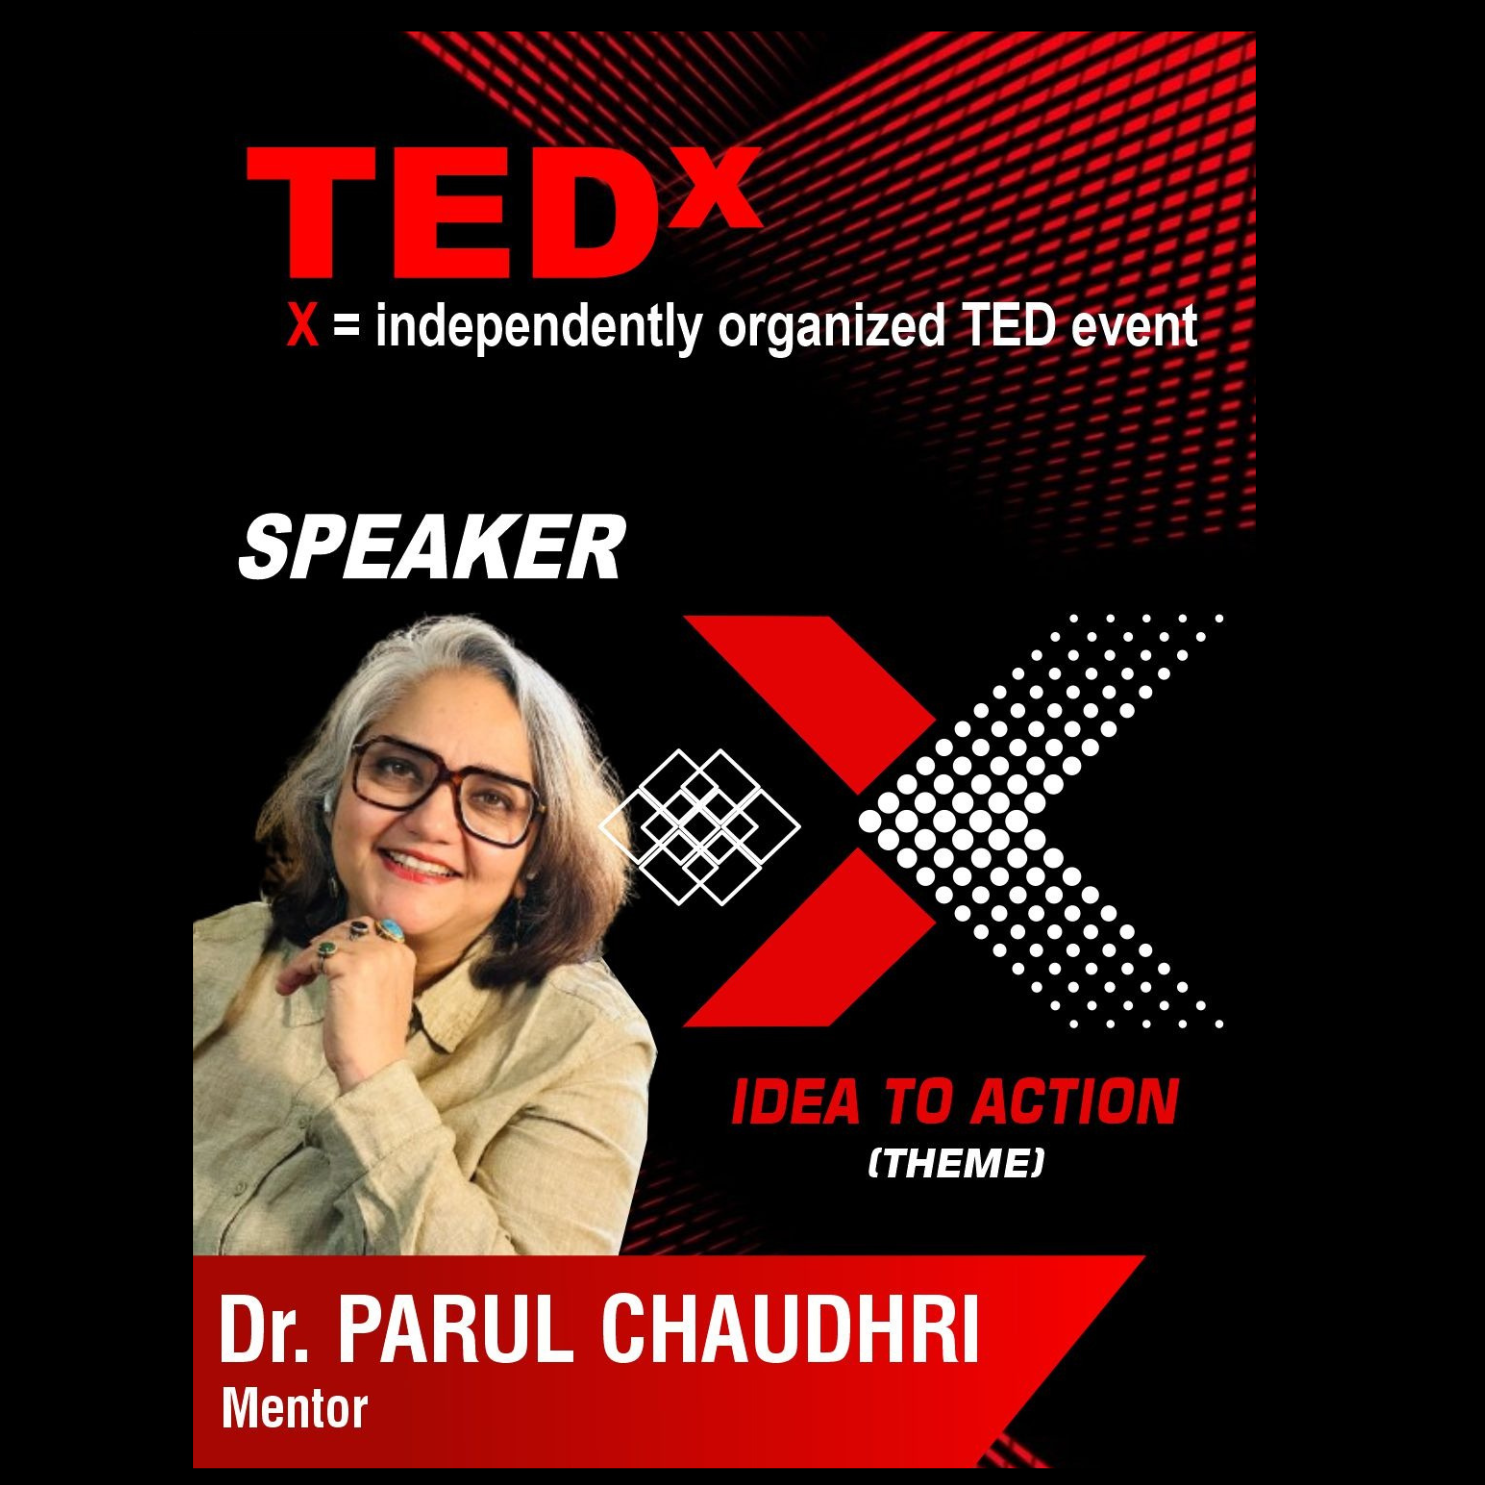 TEDx
X = independently organized TED event
SPEAKER
IDEA TO ACTION
(THEME)
Dr. PARUL CHAUDHRI
Mentor